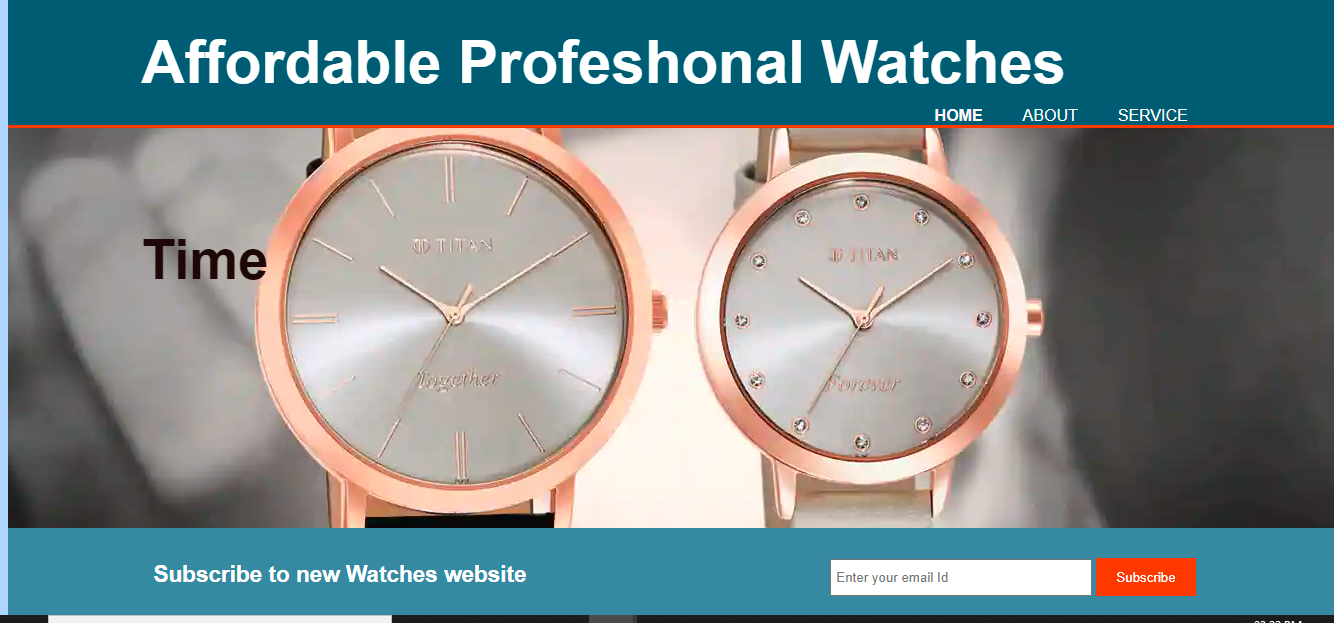 Affordable Profeshonal Watches
HOME ABOUT SERVICE
Time
TITAN
Together
TITAN
Forever
Subscribe to new Watches website
Enter your email Id
Subscribe